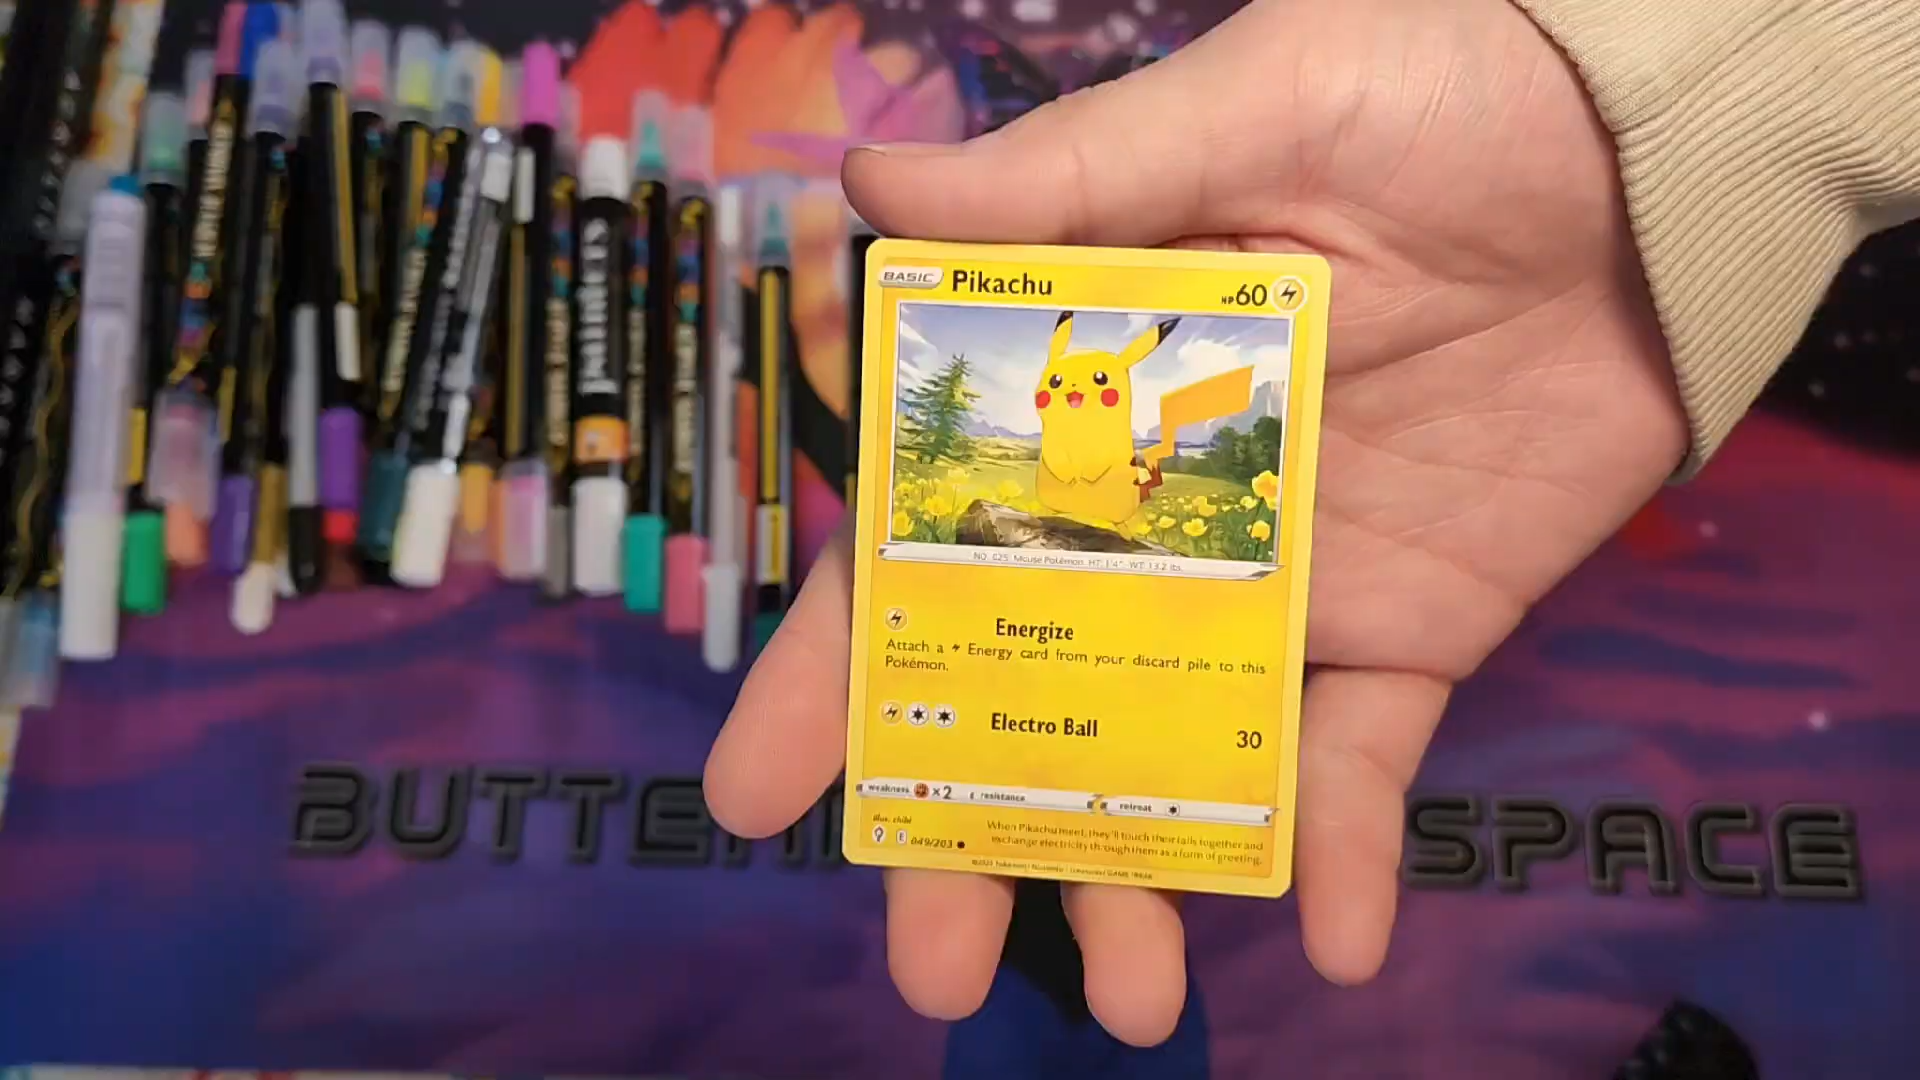 BASIC Pikachu HP60
NO. 025 Mouse Pokémon HT: 1'4" WT: 13.2 lbs.
Energize
Attach a Energy card from your discard pile to this
Pokémon.
Electro Ball 30
weakness ×2 resistance retreat
Illus. chibi
E 049/203
When Pikachu meet, they'll touch their tails together and
exchange electricity through them as a form of greeting.
SPACE
Painters